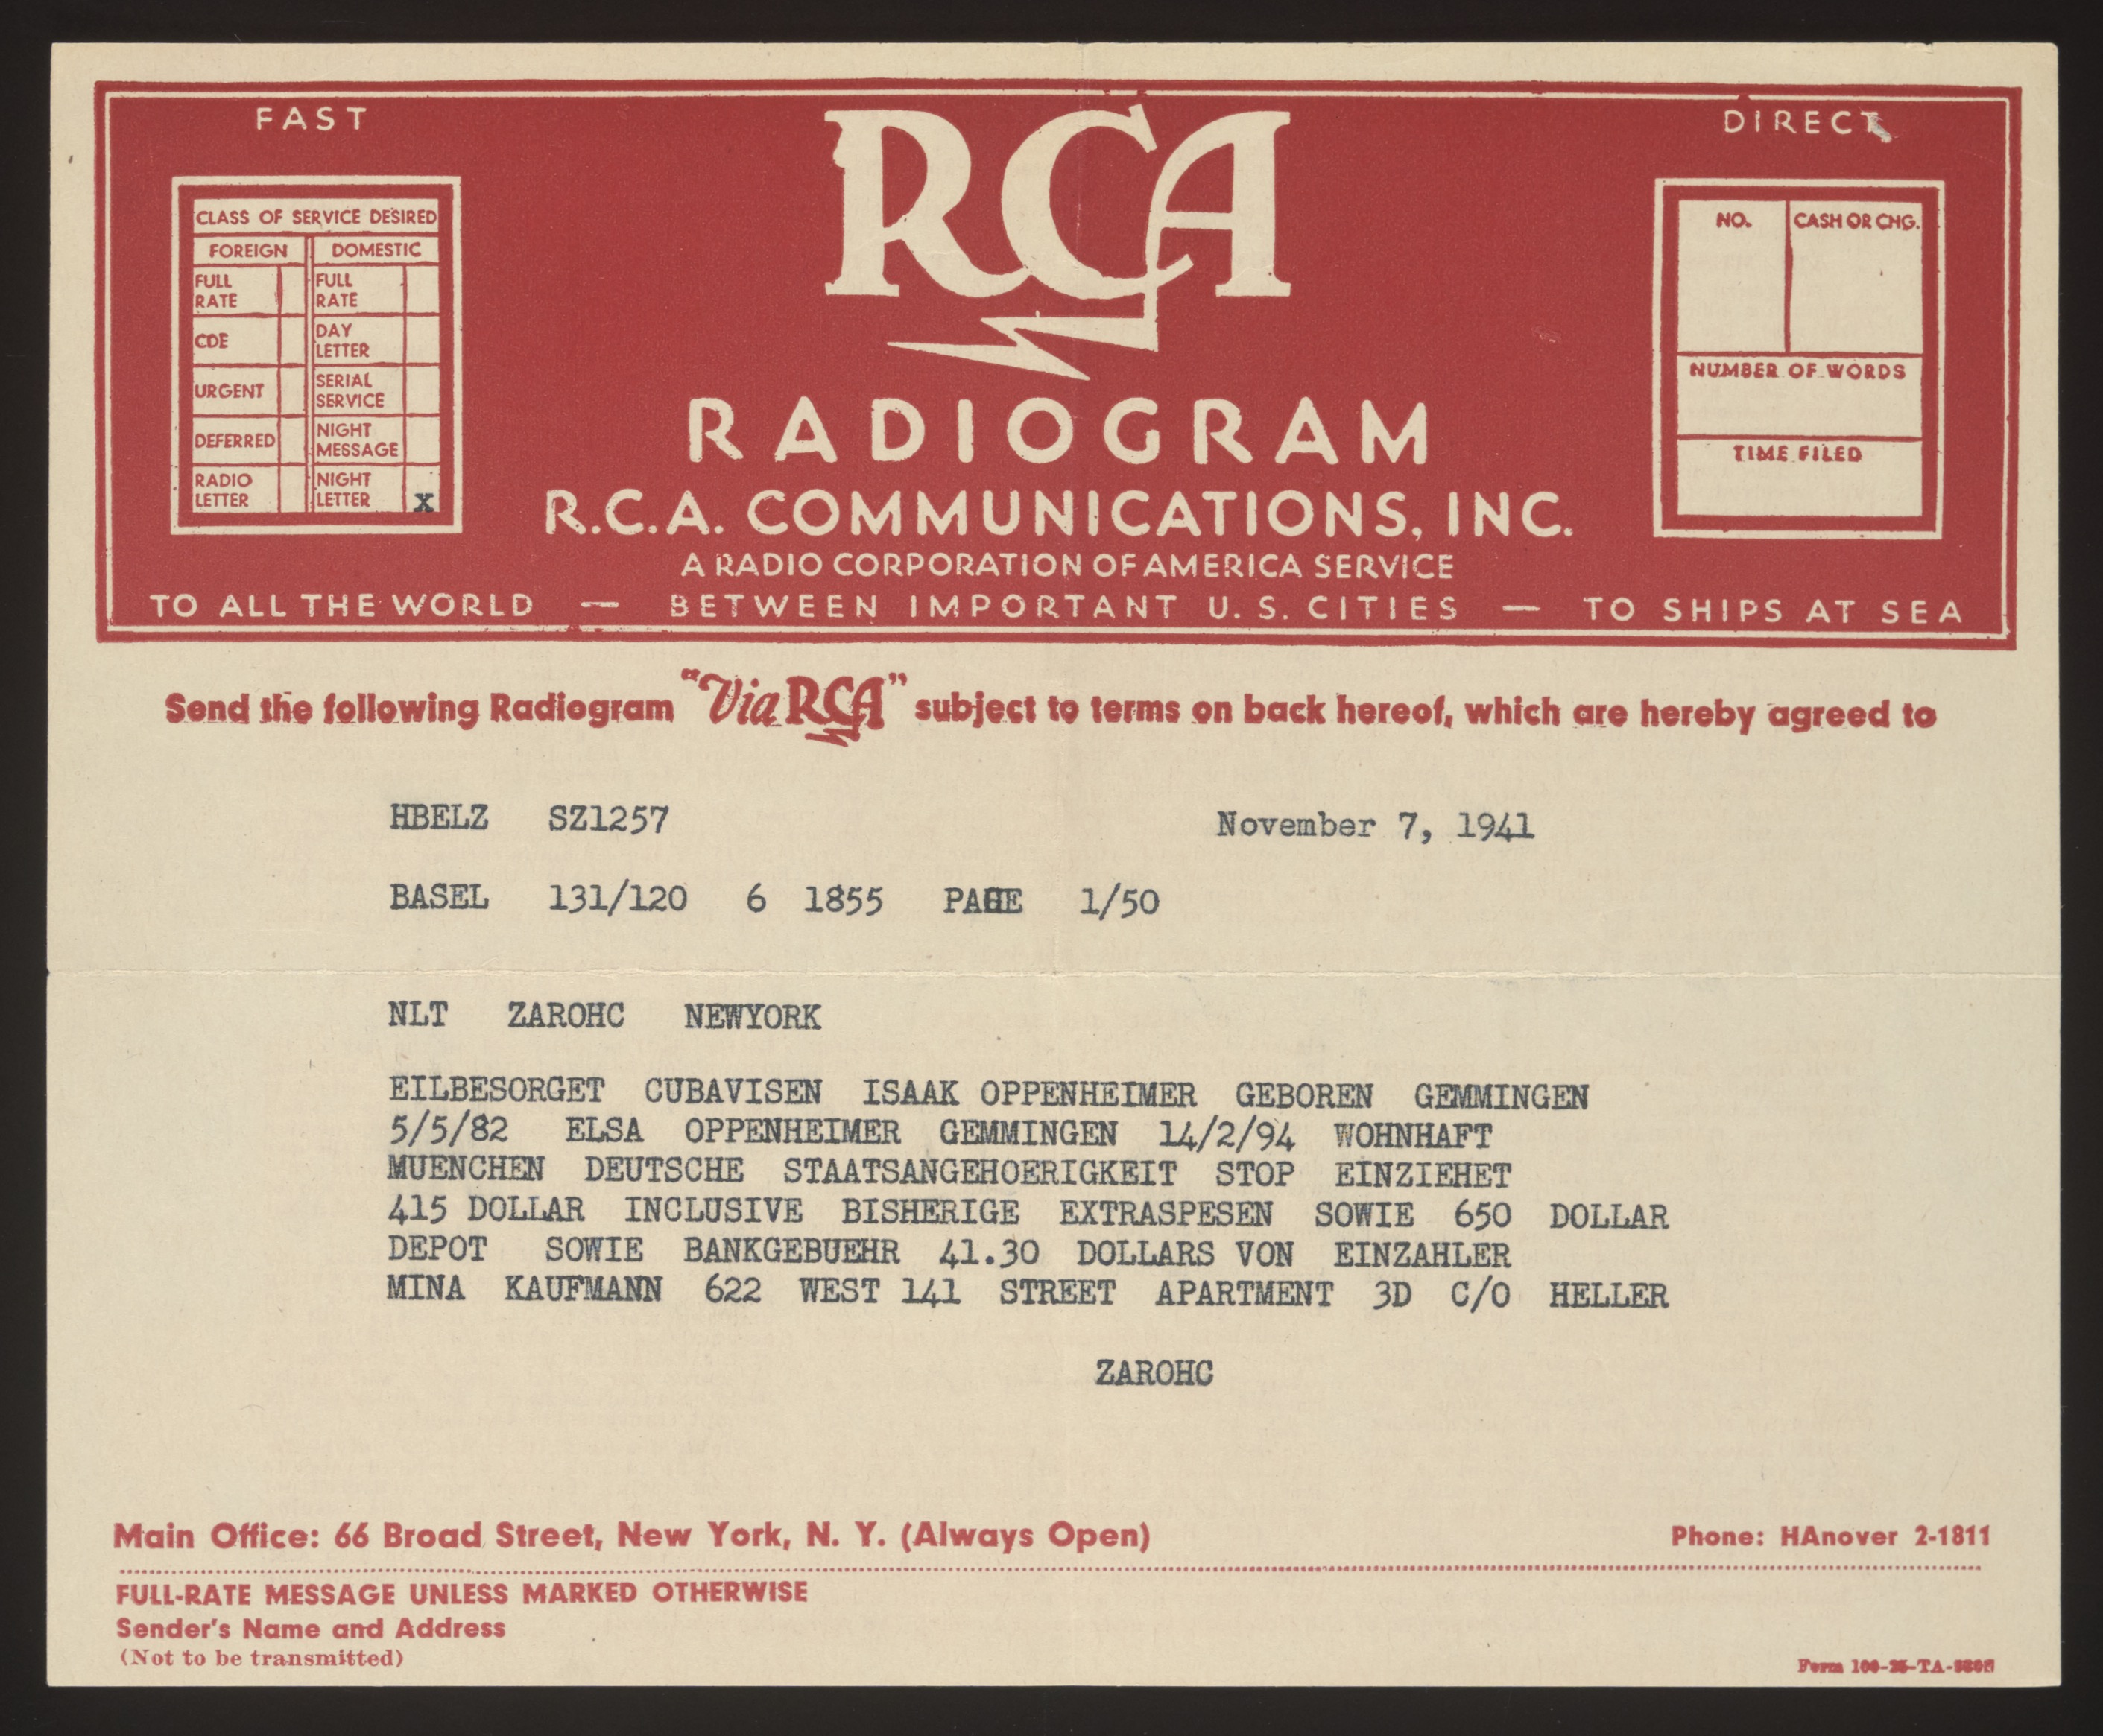 FAST
DIRECT
RCA
CLASS OF SERVICE DESIRED
FOREIGN DOMESTIC
FULL RATE FULL RATE
CDE DAY LETTER
URGENT SERIAL SERVICE
DEFERRED NIGHT MESSAGE
RADIO LETTER NIGHT LETTER X
NO. CASH OR CHG.
NUMBER OF WORDS
TIME FILED
RADIOGRAM
R.C.A. COMMUNICATIONS, INC.
A RADIO CORPORATION OF AMERICA SERVICE
TO ALL THE WORLD — BETWEEN IMPORTANT U. S. CITIES — TO SHIPS AT SEA
Send the following Radiogram "Via RCA" subject to terms on back hereof, which are hereby agreed to
HBELZ SZ1257 November 7, 1941
BASEL 131/120 6 1855 PAGE 1/50
NLT ZAROHC NEWYORK
EILBESORGET CUBAVISEN ISAAK OPPENHEIMER GEBOREN GEMMINGEN
5/5/82 ELSA OPPENHEIMER GEMMINGEN 14/2/94 WOHNHAFT
MUENCHEN DEUTSCHE STAATSANGEHOERIGKEIT STOP EINZIEHET
415 DOLLAR INCLUSIVE BISHERIGE EXTRASPESEN SOWIE 650 DOLLAR
DEPOT SOWIE BANKGEBUEHR 41.30 DOLLARS VON EINZAHLER
MINA KAUFMANN 622 WEST 141 STREET APARTMENT 3D C/O HELLER
ZAROHC
Main Office: 66 Broad Street, New York, N. Y. (Always Open) Phone: HAnover 2-1811
FULL-RATE MESSAGE UNLESS MARKED OTHERWISE
Sender's Name and Address
(Not to be transmitted)
Form